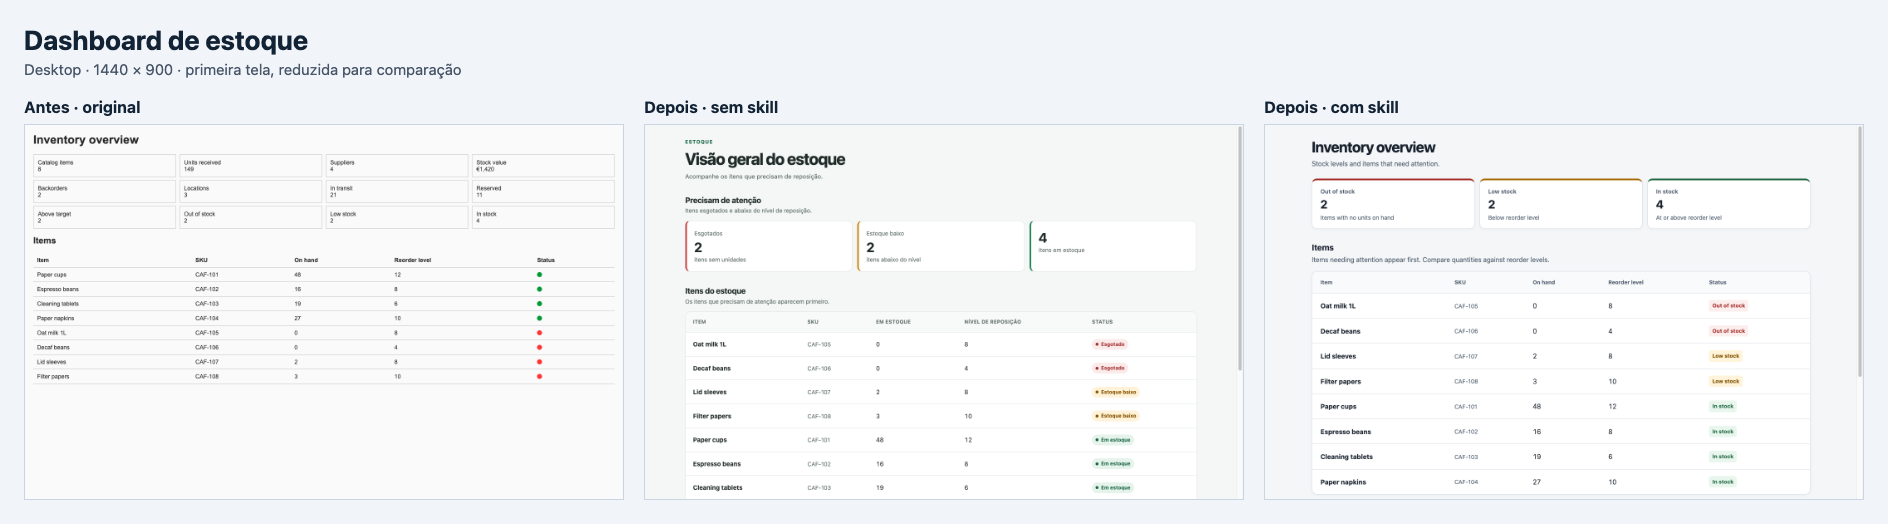 Dashboard de estoque
Desktop · 1440 × 900 · primeira tela, reduzida para comparação
Antes · original
Inventory overview
Catalog items Units received Suppliers Stock value
8 149 4 €1,420
Backorders Locations In transit Reserved
2 3 21 11
Above target Out of stock Low stock In stock
2 2 2 4
Items
Item SKU On hand Reorder level Status
Paper cups CAF-101 48 12
Espresso beans CAF-102 16 8
Cleaning tablets CAF-103 19 6
Paper napkins CAF-104 27 10
Oat milk 1L CAF-105 0 8
Decaf beans CAF-106 0 4
Lid sleeves CAF-107 2 8
Filter papers CAF-108 3 10
Depois · sem skill
ESTOQUE
Visão geral do estoque
Acompanhe os itens que precisam de reposição.
Precisam de atenção
Itens esgotados e abaixo do nível de reposição.
Esgotados Estoque baixo 4
2 2 Itens em estoque
Itens sem unidades Itens abaixo do nível
Itens do estoque
Os itens que precisam de atenção aparecem primeiro.
ITEM SKU EM ESTOQUE NÍVEL DE REPOSIÇÃO STATUS
Oat milk 1L CAF-105 0 8 Esgotado
Decaf beans CAF-106 0 4 Esgotado
Lid sleeves CAF-107 2 8 Estoque baixo
Filter papers CAF-108 3 10 Estoque baixo
Paper cups CAF-101 48 12 Em estoque
Espresso beans CAF-102 16 8 Em estoque
Cleaning tablets CAF-103 19 6 Em estoque
Depois · com skill
Inventory overview
Stock levels and items that need attention.
Out of stock Low stock In stock
2 2 4
Items with no units on hand Below reorder level At or above reorder level
Items
Items needing attention appear first. Compare quantities against reorder levels.
Item SKU On hand Reorder level Status
Oat milk 1L CAF-105 0 8 Out of stock
Decaf beans CAF-106 0 4 Out of stock
Lid sleeves CAF-107 2 8 Low stock
Filter papers CAF-108 3 10 Low stock
Paper cups CAF-101 48 12 In stock
Espresso beans CAF-102 16 8 In stock
Cleaning tablets CAF-103 19 6 In stock
Paper napkins CAF-104 27 10 In stock